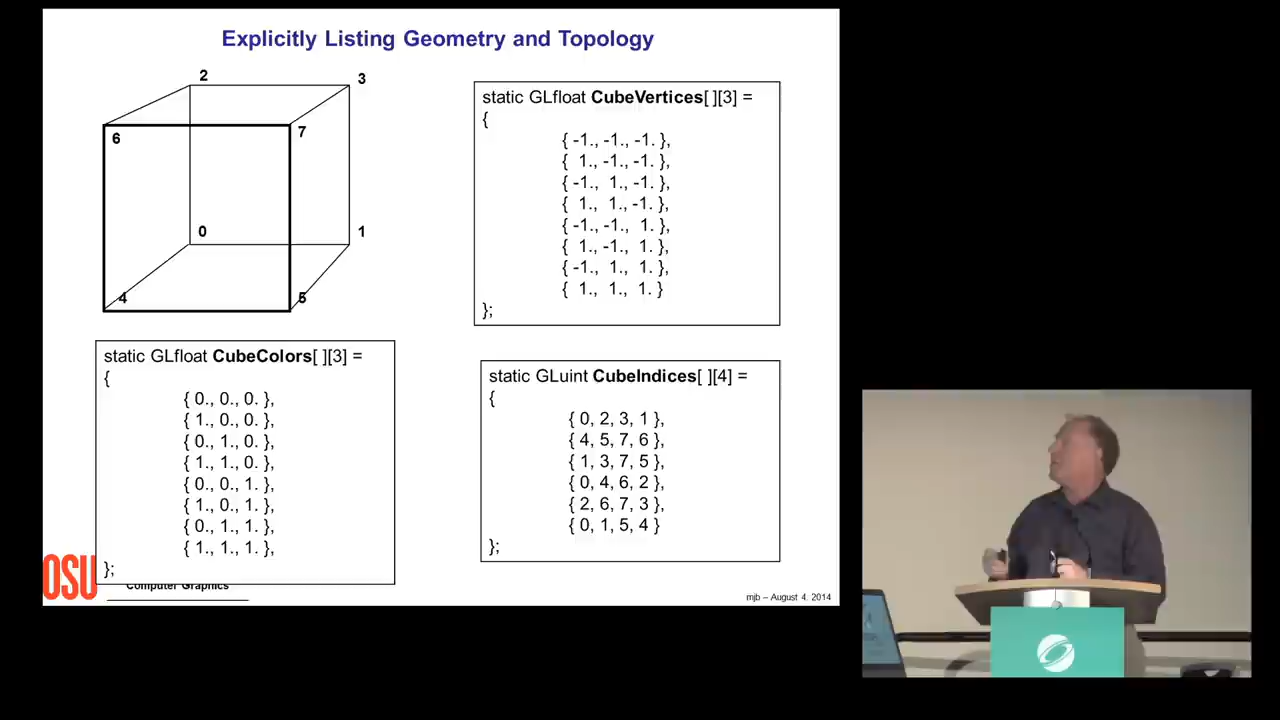 Explicitly Listing Geometry and Topology
2
3
6
7
0
1
4
5
static GLfloat CubeVertices[ ][3] =
{
{ -1., -1., -1. },
{ 1., -1., -1. },
{ -1., 1., -1. },
{ 1., 1., -1. },
{ -1., -1., 1. },
{ 1., -1., 1. },
{ -1., 1., 1. },
{ 1., 1., 1. }
};
static GLfloat CubeColors[ ][3] =
{
{ 0., 0., 0. },
{ 1., 0., 0. },
{ 0., 1., 0. },
{ 1., 1., 0. },
{ 0., 0., 1. },
{ 1., 0., 1. },
{ 0., 1., 1. },
{ 1., 1., 1. },
};
static GLuint CubeIndices[ ][4] =
{
{ 0, 2, 3, 1 },
{ 4, 5, 7, 6 },
{ 1, 3, 7, 5 },
{ 0, 4, 6, 2 },
{ 2, 6, 7, 3 },
{ 0, 1, 5, 4 }
};
OSU
Computer Graphics
mjb – August 4. 2014